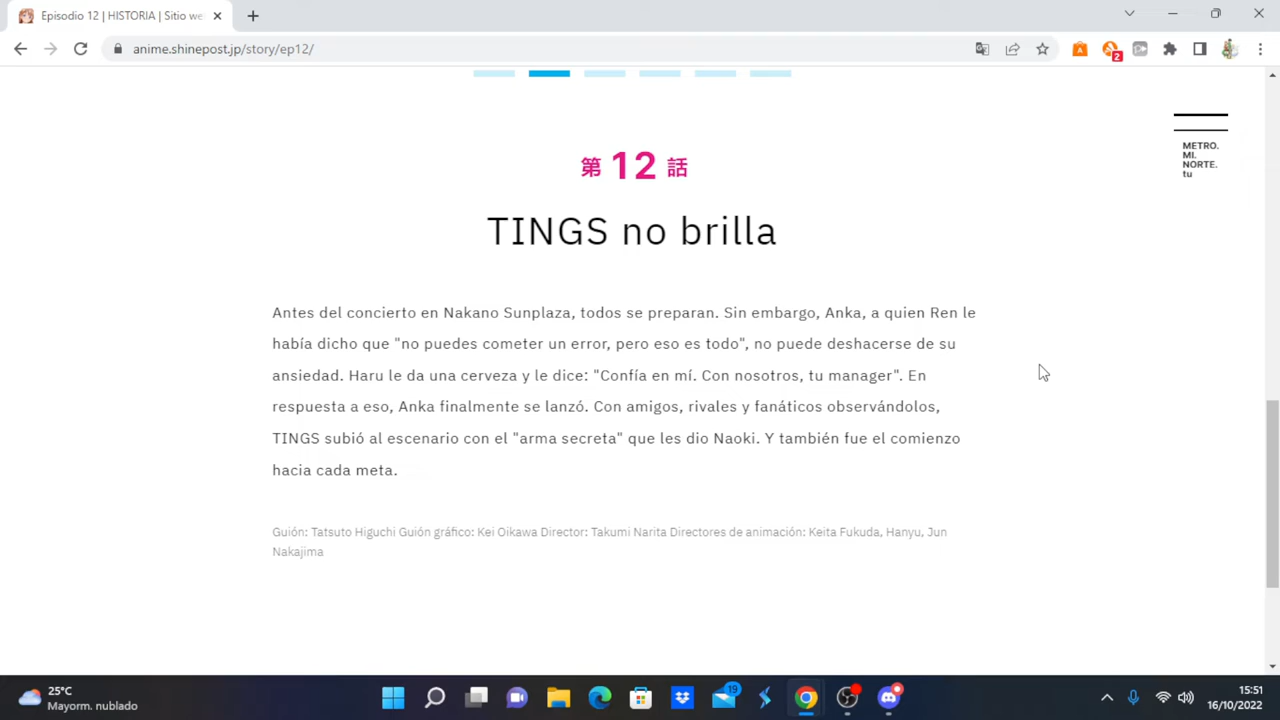 Episodio 12 | HISTORIA | Sitio we
anime.shinepost.jp/story/ep12/
2
METRO.
MI.
NORTE.
tu
第 12 話
TINGS no brilla
Antes del concierto en Nakano Sunplaza, todos se preparan. Sin embargo, Anka, a quien Ren le
había dicho que "no puedes cometer un error, pero eso es todo", no puede deshacerse de su
ansiedad. Haru le da una cerveza y le dice: "Confía en mí. Con nosotros, tu manager". En
respuesta a eso, Anka finalmente se lanzó. Con amigos, rivales y fanáticos observándolos,
TINGS subió al escenario con el "arma secreta" que les dio Naoki. Y también fue el comienzo
hacia cada meta.
Guión: Tatsuto Higuchi Guión gráfico: Kei Oikawa Director: Takumi Narita Directores de animación: Keita Fukuda, Hanyu, Jun
Nakajima
25°C
Mayorm. nublado
19
15:51
16/10/2022